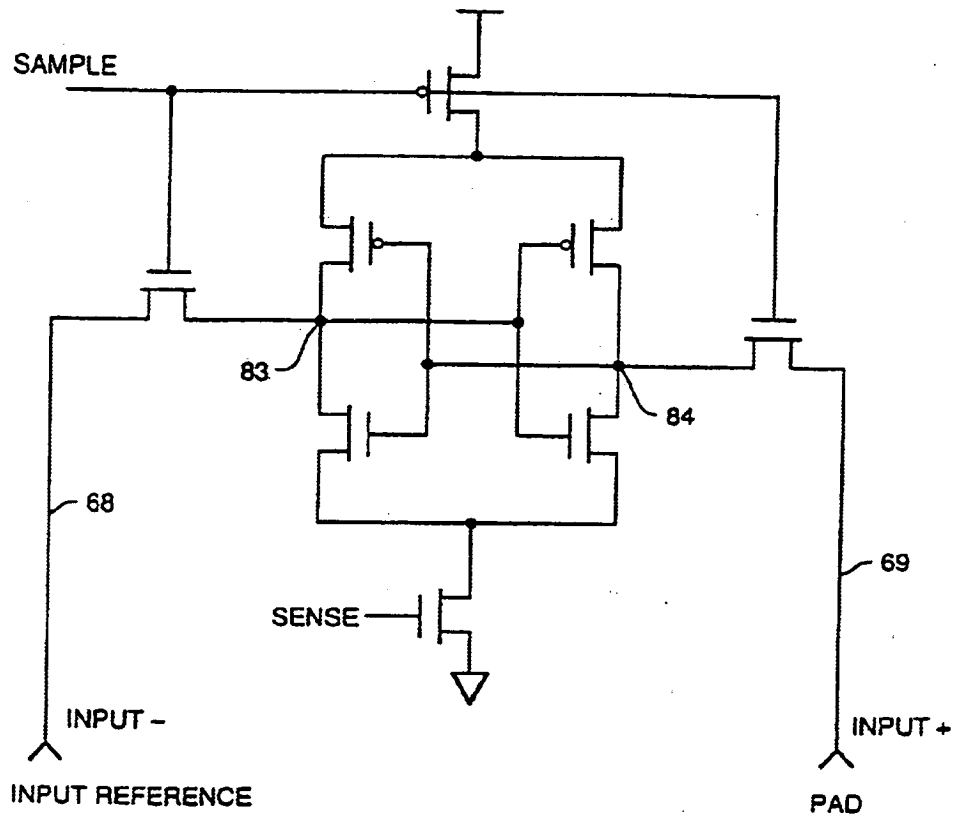 SAMPLE
83
84
68
69
SENSE
INPUT –
INPUT +
INPUT REFERENCE
PAD